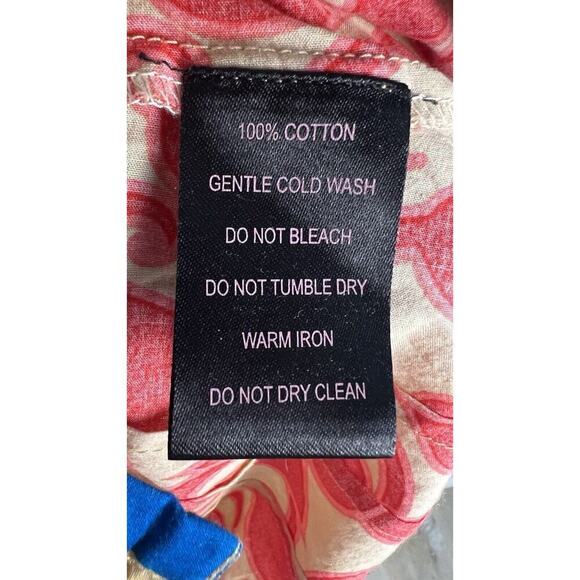 100% COTTON
GENTLE COLD WASH
DO NOT BLEACH
DO NOT TUMBLE DRY
WARM IRON
DO NOT DRY CLEAN